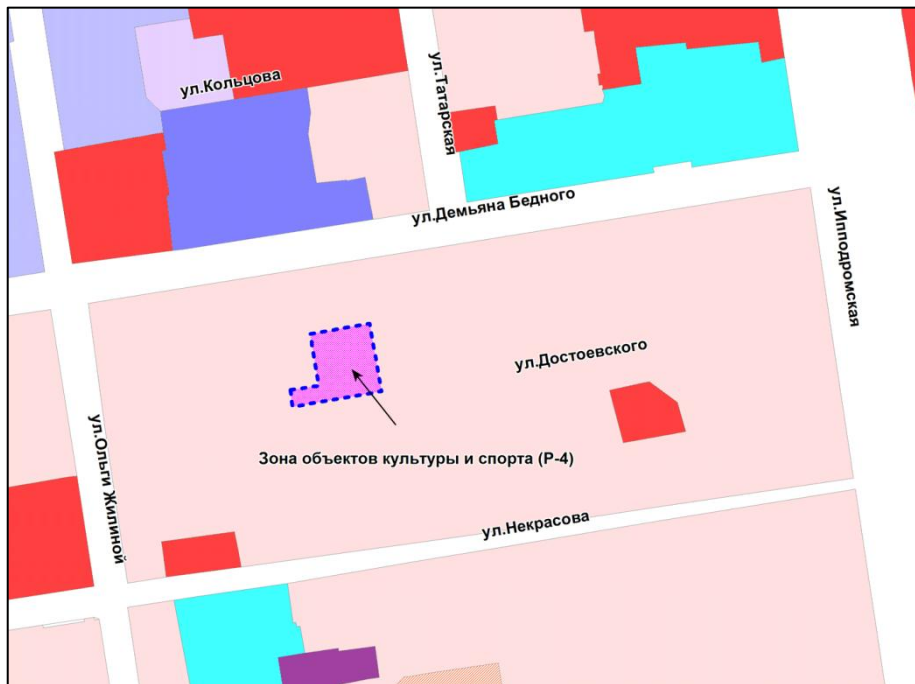 ул.Кольцова
ул.Татарская
ул.Демьяна Бедного
ул.Ипподромская
ул.Достоевского
ул.Ольги Жилиной
Зона объектов культуры и спорта (Р-4)
ул.Некрасова